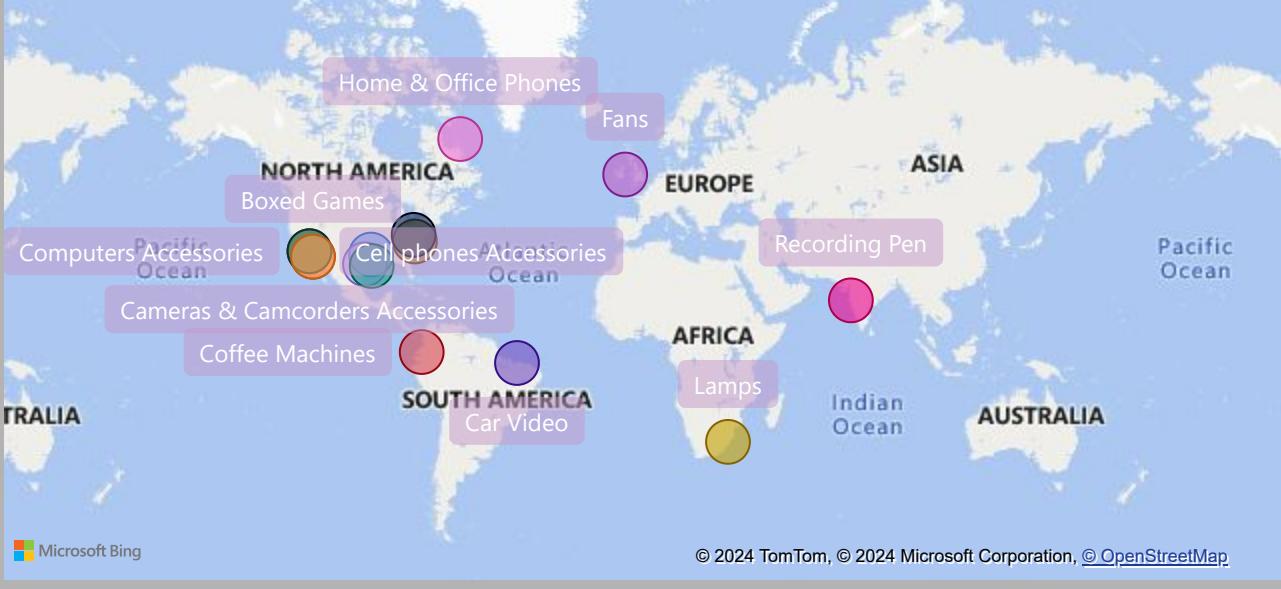 Home & Office Phones
Fans
NORTH AMERICA
ASIA
EUROPE
Boxed Games
Computers Accessories
Pacific
Ocean
Cell phones Accessories
Atlantic
Ocean
Recording Pen
Pacific
Ocean
Cameras & Camcorders Accessories
Coffee Machines
AFRICA
Lamps
SOUTH AMERICA
Car Video
Indian
Ocean
TRALIA
AUSTRALIA
Microsoft Bing
© 2024 TomTom, © 2024 Microsoft Corporation, © OpenStreetMap